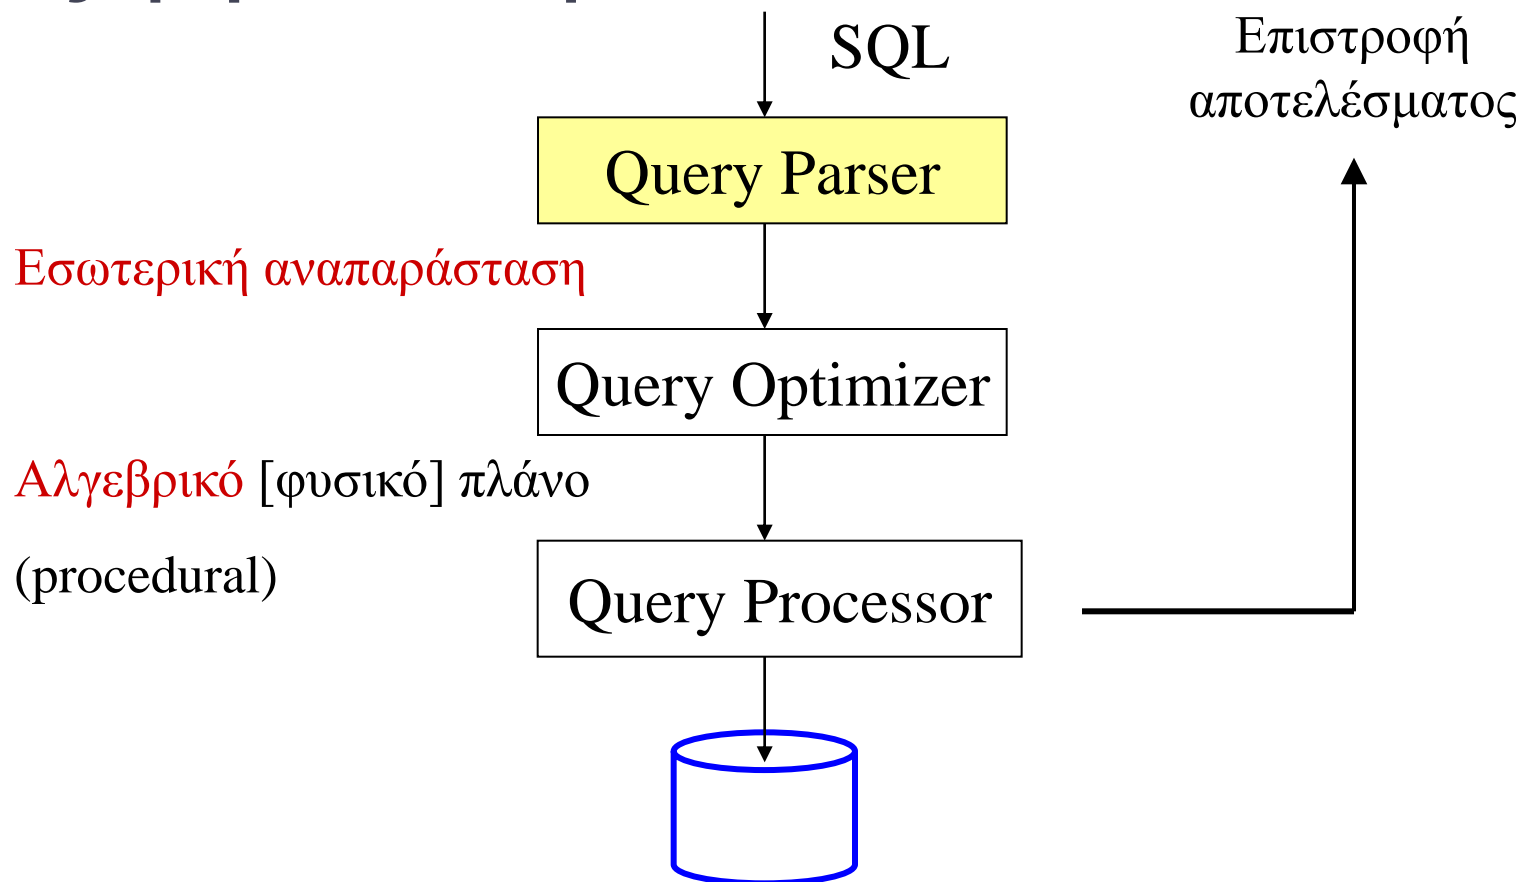 SQL
Επιστροφή
αποτελέσματος
Query Parser
Εσωτερική αναπαράσταση
Query Optimizer
Αλγεβρικό [φυσικό] πλάνο
(procedural)
Query Processor